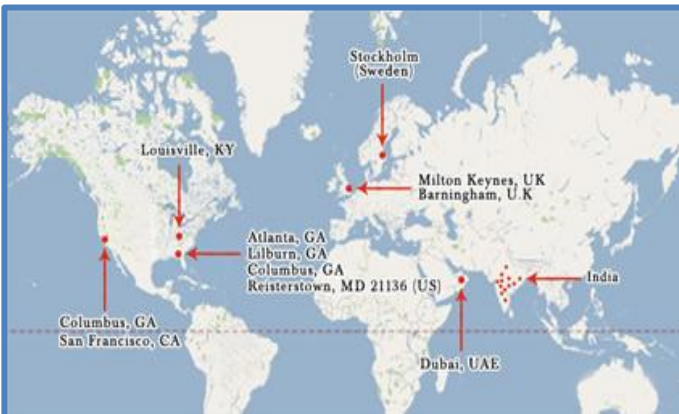 Stockholm
(Sweden)
Louisville, KY
Milton Keynes, UK
Barningham, U.K
Atlanta, GA
Lilburn, GA
Columbus, GA
Reisterstown, MD 21136 (US)
India
Columbus, GA
San Francisco, CA
Dubai, UAE